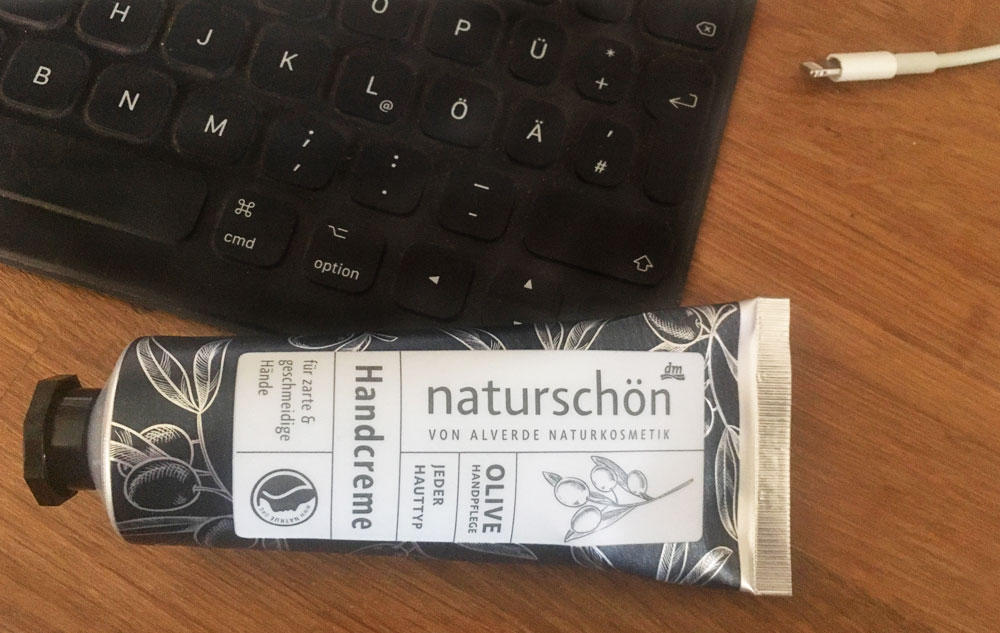 H
J
K
O
P
Ü
*
+
B
N
M
L
@
Ö
Ä
'
#
;
,
:
.
_
-
⌘
cmd
⌥
option
dm
naturschön
VON ALVERDE NATURKOSMETIK
OLIVE
HANDPFLEGE
JEDER
HAUTTYP
Handcreme
für zarte &
geschmeidige
Hände